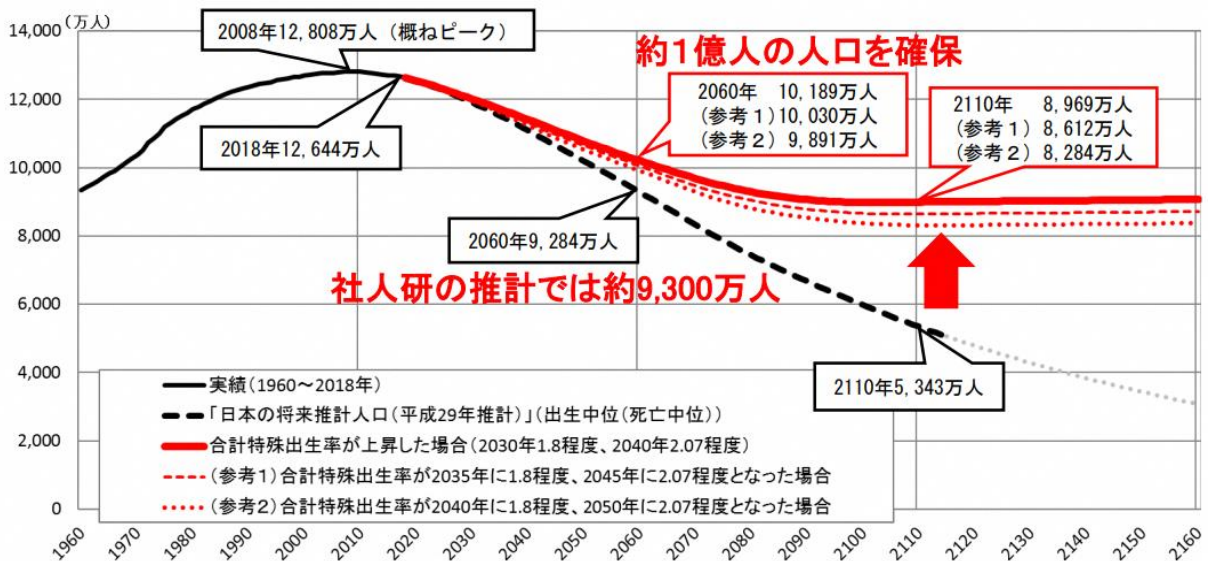 (万人)
14,000
12,000
10,000
8,000
6,000
4,000
2,000
0
2008年12,808万人（概ねピーク）
2018年12,644万人
約1億人の人口を確保
2060年 10,189万人
(参考1)10,030万人
(参考2) 9,891万人
2110年 8,969万人
(参考1) 8,612万人
(参考2) 8,284万人
2060年9,284万人
社人研の推計では約9,300万人
2110年5,343万人
実績(1960～2018年)
「日本の将来推計人口(平成29年推計)」(出生中位(死亡中位))
合計特殊出生率が上昇した場合(2030年1.8程度、2040年2.07程度)
(参考1)合計特殊出生率が2035年に1.8程度、2045年に2.07程度となった場合
(参考2)合計特殊出生率が2040年に1.8程度、2050年に2.07程度となった場合
1960
1970
1980
1990
2000
2010
2020
2030
2040
2050
2060
2070
2080
2090
2100
2110
2120
2130
2140
2150
2160